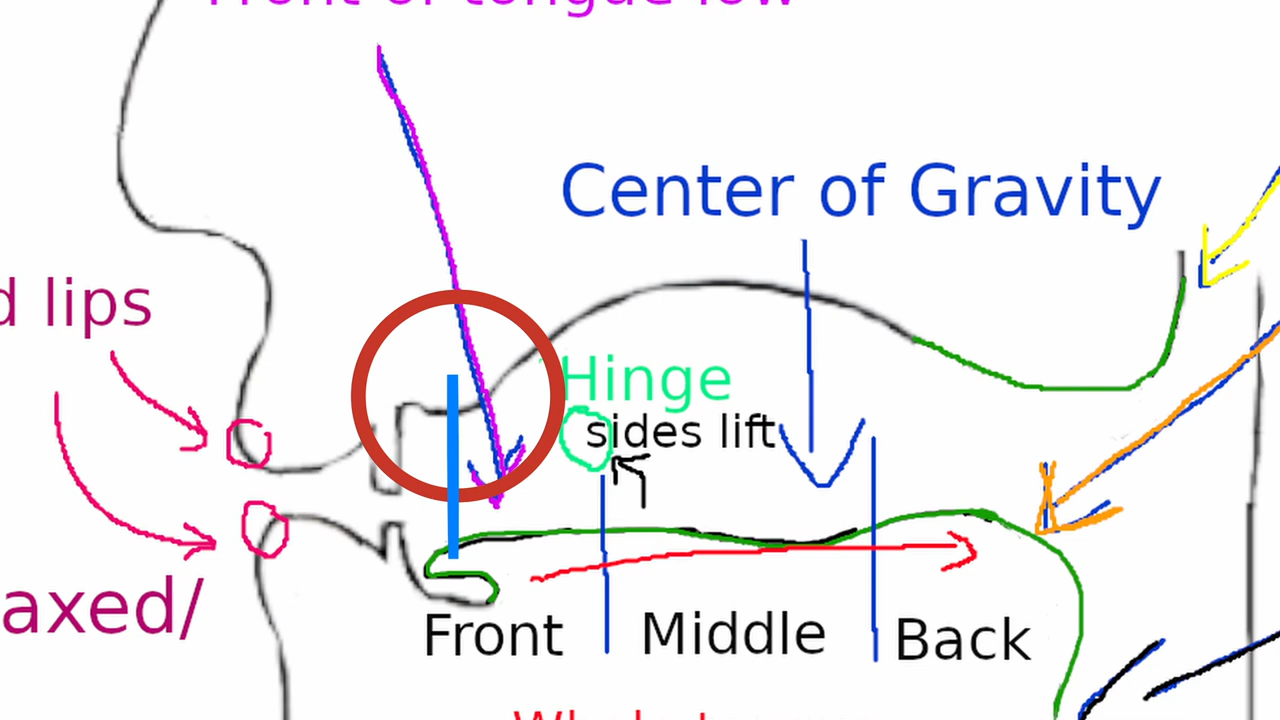 Front of tongue low
Center of Gravity
d lips
Hinge
sides lift
axed/
Front
Middle
Back